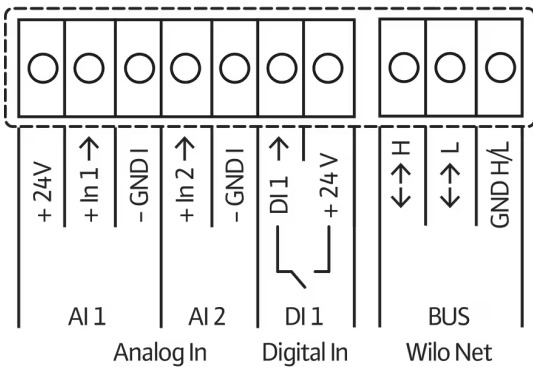 + 24V
+ In 1 →
– GND I
+ In 2 →
– GND I
DI 1 →
+ 24 V
←→ H
←→ L
GND H/L
AI 1
AI 2
DI 1
BUS
Analog In
Digital In
Wilo Net